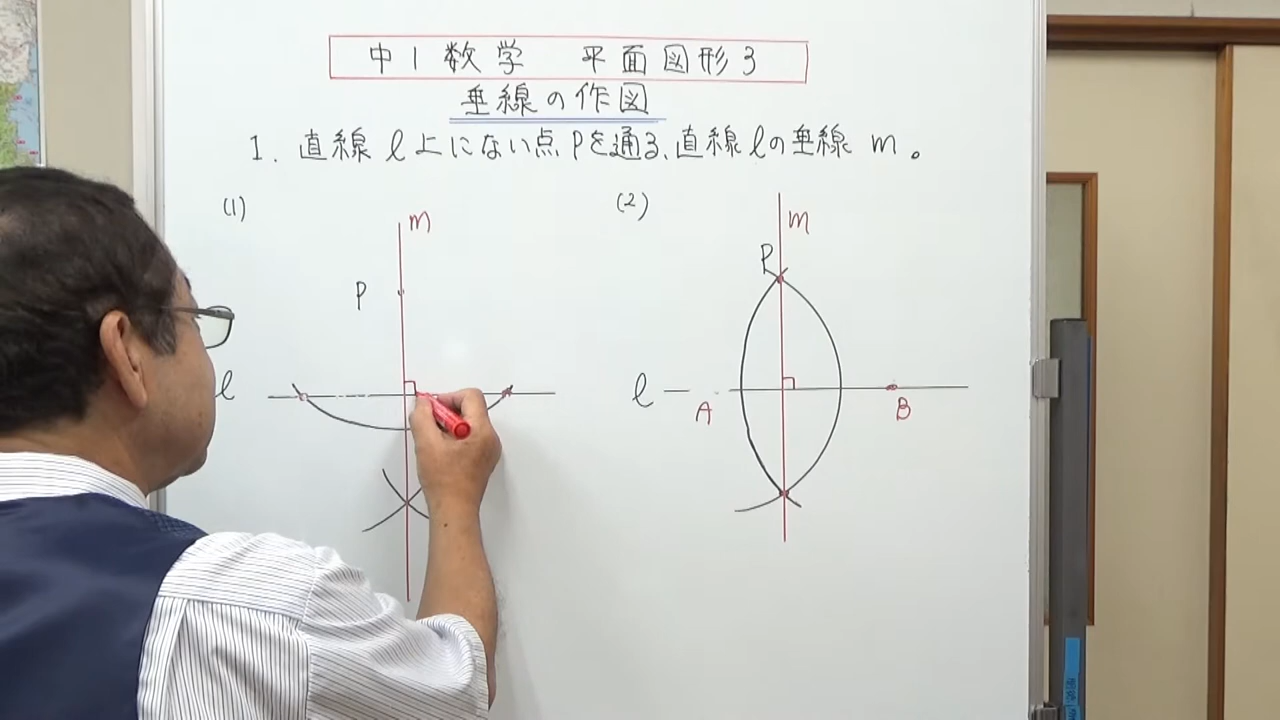 中1数学 平面図形3
垂線の作図
1. 直線ℓ上にない点Pを通る、直線ℓの垂線m。
(1)
(2)
m
P
ℓ
m
P
ℓ
A
B